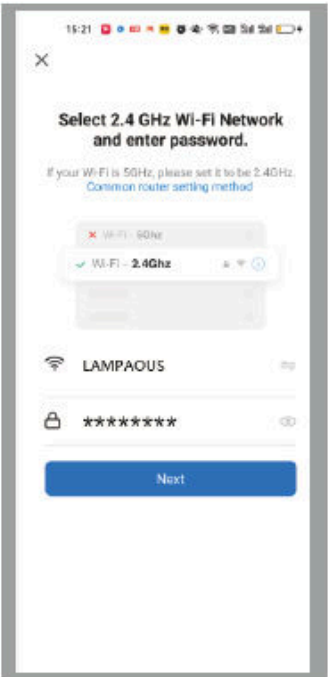 15:21
Select 2.4 GHz Wi-Fi Network
and enter password.
If your Wi-Fi is 5GHz, please set it to be 2.4GHz.
Common router setting method
Wi-Fi - 5Ghz
Wi-Fi - 2.4Ghz
LAMPAOUS
********
Next